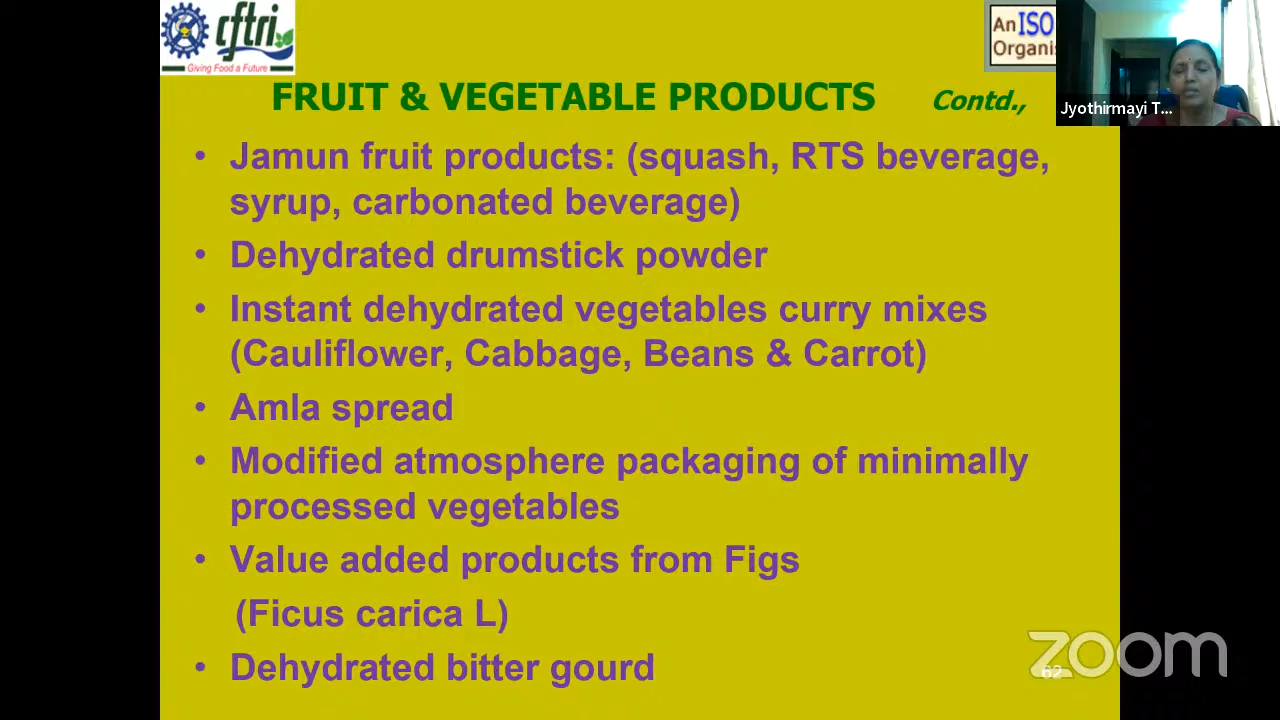 cftri
Giving Food a Future
An ISO
Organis
Jyothirmayi T...
FRUIT & VEGETABLE PRODUCTS Contd.,
• Jamun fruit products: (squash, RTS beverage,
syrup, carbonated beverage)
• Dehydrated drumstick powder
• Instant dehydrated vegetables curry mixes
(Cauliflower, Cabbage, Beans & Carrot)
• Amla spread
• Modified atmosphere packaging of minimally
processed vegetables
• Value added products from Figs
(Ficus carica L)
• Dehydrated bitter gourd
62
zoom